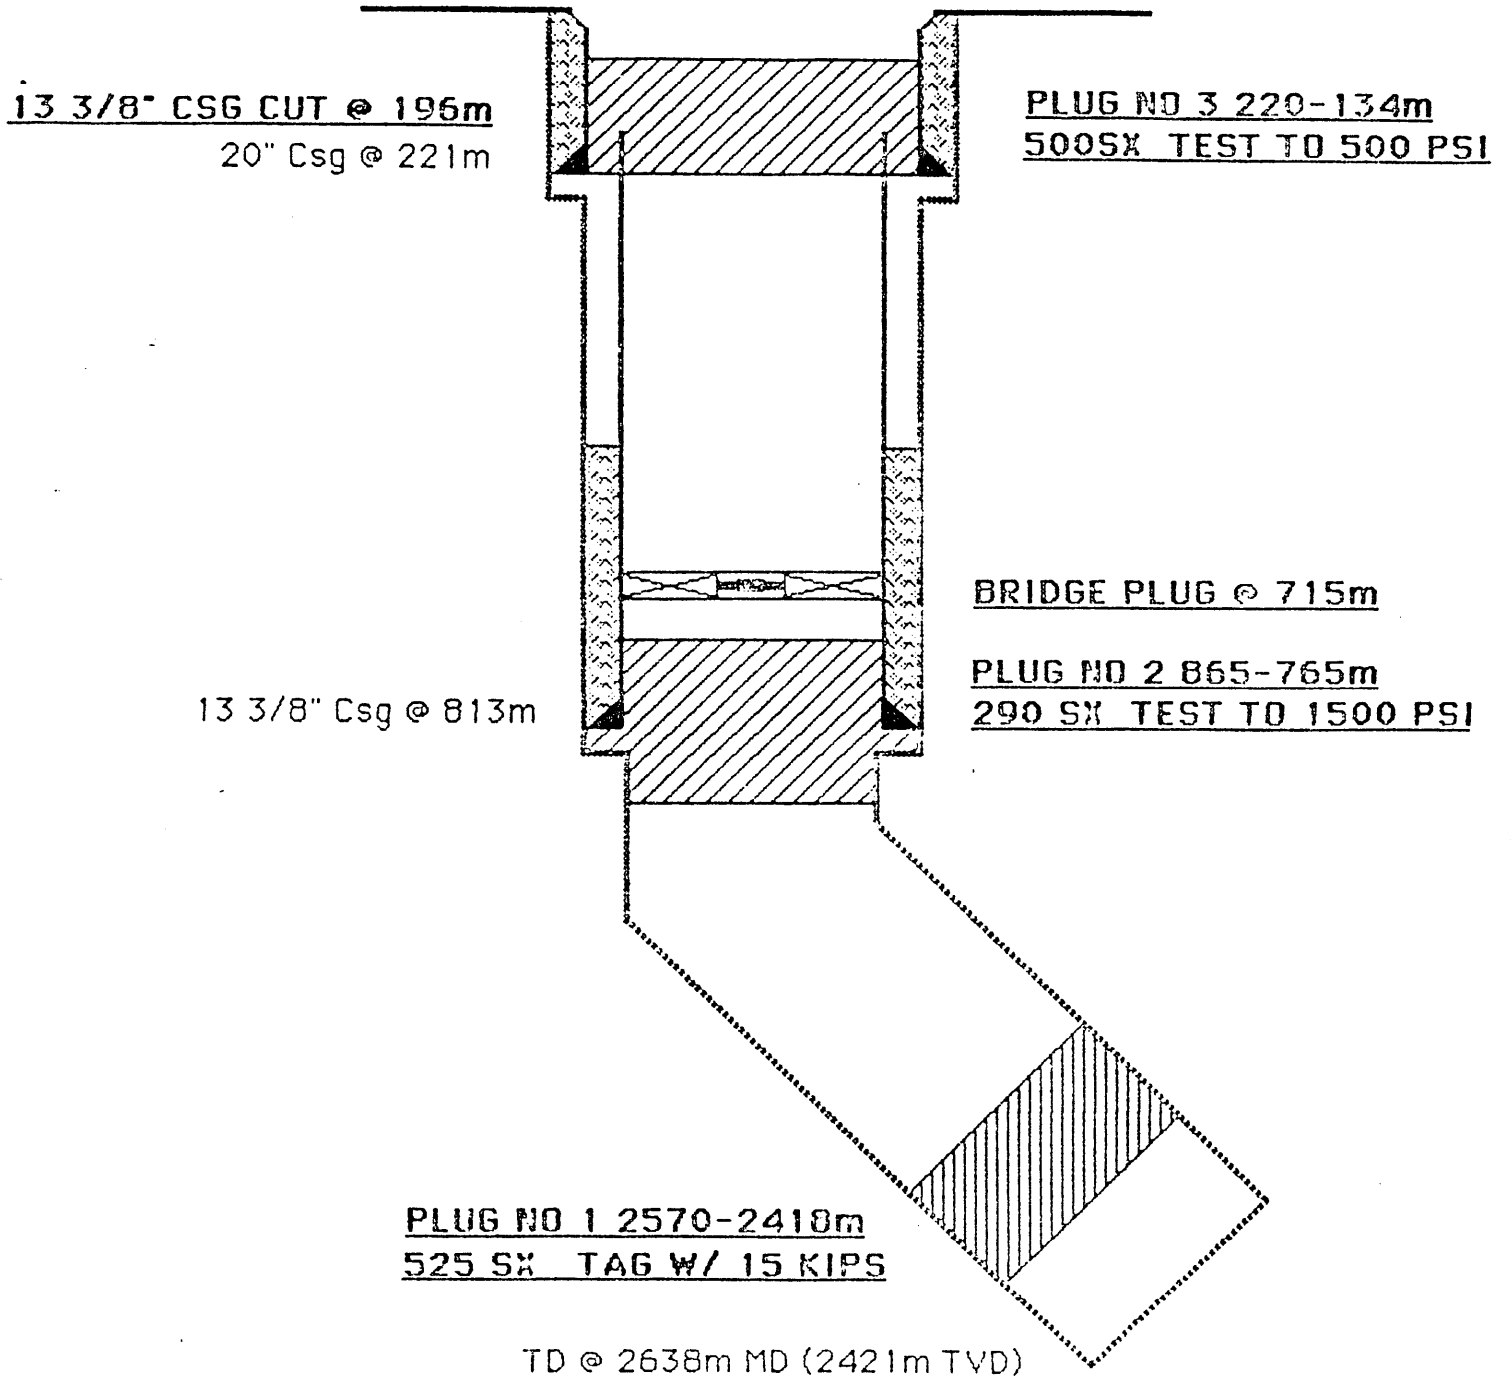 13 3/8" CSG CUT @ 196m
20" Csg @ 221m
PLUG NO 3 220-134m
500SX TEST TO 500 PSI
BRIDGE PLUG @ 715m
PLUG NO 2 865-765m
290 SX TEST TO 1500 PSI
13 3/8" Csg @ 813m
PLUG NO 1 2570-2418m
525 SX TAG W/ 15 KIPS
TD @ 2638m MD (2421m TVD)